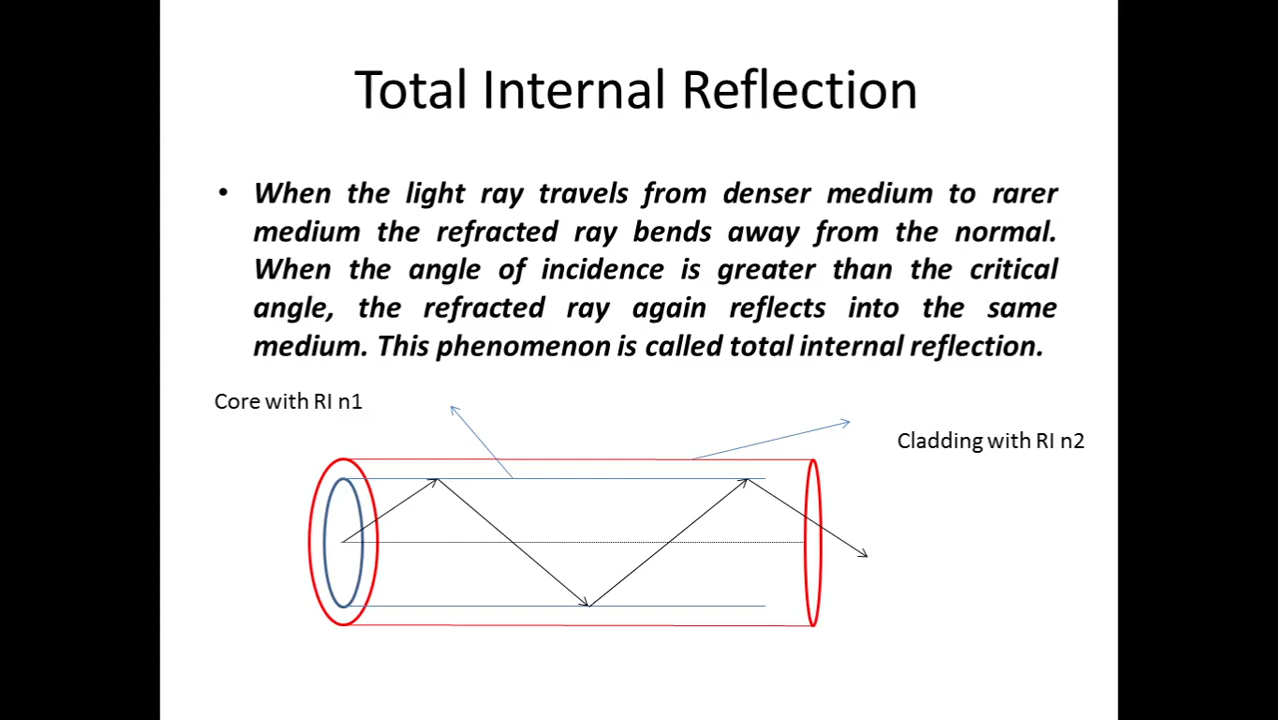 Total Internal Reflection
• When the light ray travels from denser medium to rarer
medium the refracted ray bends away from the normal.
When the angle of incidence is greater than the critical
angle, the refracted ray again reflects into the same
medium. This phenomenon is called total internal reflection.
Core with RI n1
Cladding with RI n2